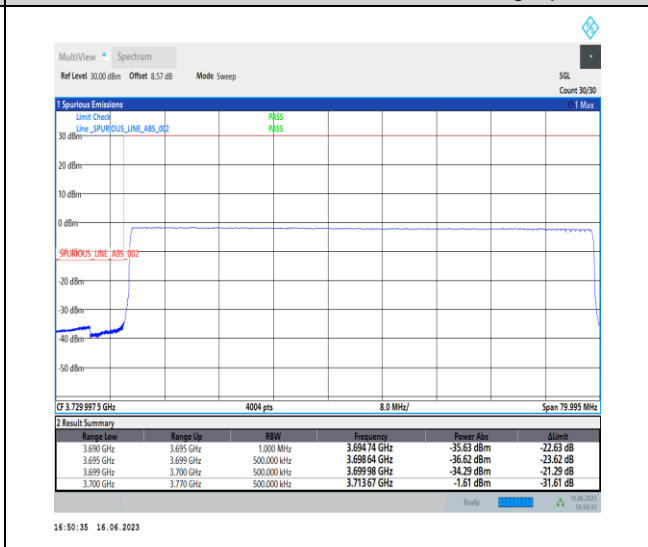 MultiView Spectrum
Ref Level 30.00 dBm Offset 8.57 dB Mode Sweep SGL
Count 30/30
1 Spurious Emissions 1 Max
Limit Check PASS
Line _SPURIOUS_LINE_ABS_002 PASS
30 dBm
20 dBm
10 dBm
0 dBm
SPURIOUS_LINE_ABS_002
-20 dBm
-30 dBm
-40 dBm
-50 dBm
CF 3.729 997 5 GHz 4004 pts 8.0 MHz/ Span 79.995 MHz
2 Result Summary
Range Low Range Up RBW Frequency Power Abs ΔLimit
3.690 GHz 3.695 GHz 1.000 MHz 3.694 74 GHz -35.63 dBm -22.63 dB
3.695 GHz 3.699 GHz 500.000 kHz 3.698 64 GHz -36.62 dBm -23.62 dB
3.699 GHz 3.700 GHz 500.000 kHz 3.699 98 GHz -34.29 dBm -21.29 dB
3.700 GHz 3.770 GHz 500.000 kHz 3.713 67 GHz -1.61 dBm -31.61 dB
Ready 16.06.2023
16:50:35
16:50:35 16.06.2023